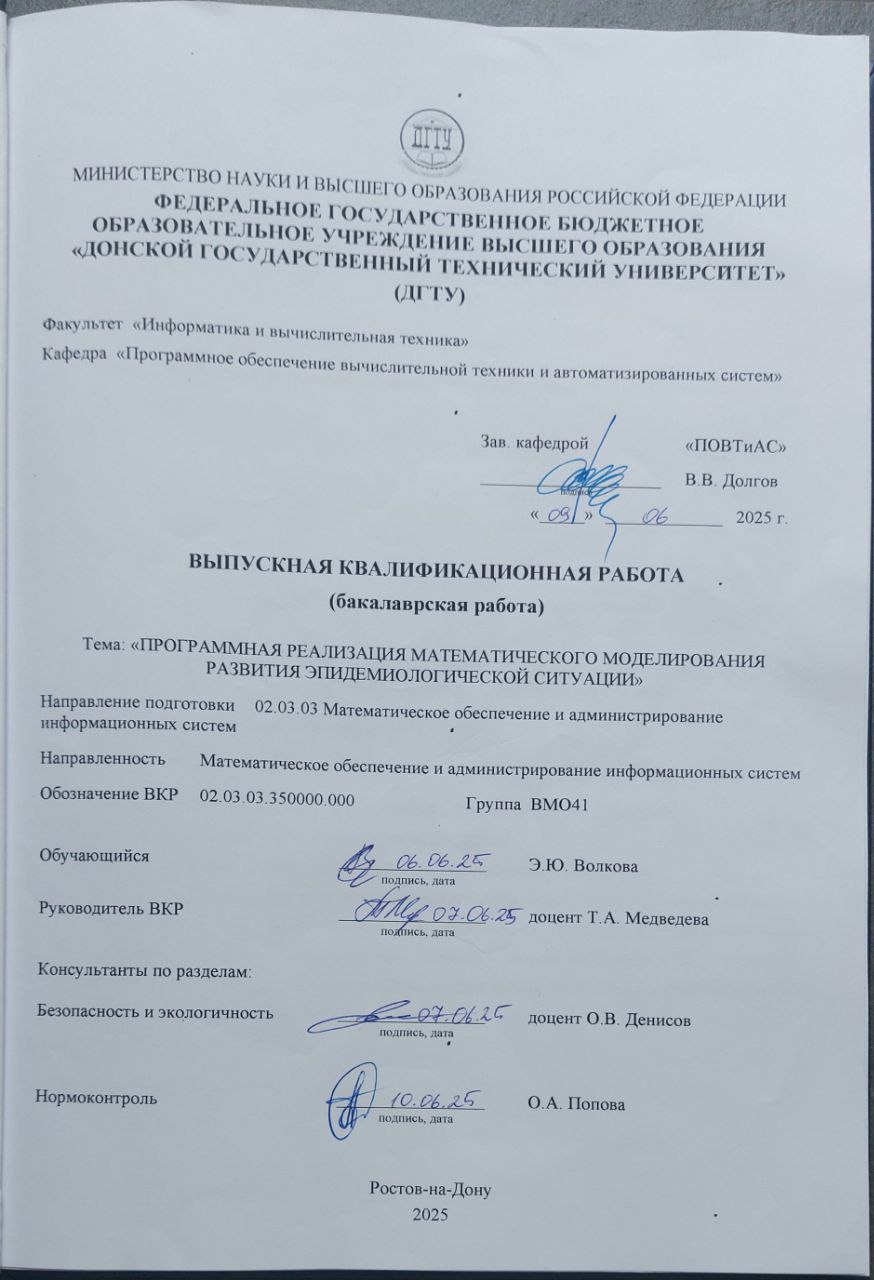 ДГТУ
МИНИСТЕРСТВО НАУКИ И ВЫСШЕГО ОБРАЗОВАНИЯ РОССИЙСКОЙ ФЕДЕРАЦИИ
ФЕДЕРАЛЬНОЕ ГОСУДАРСТВЕННОЕ БЮДЖЕТНОЕ
ОБРАЗОВАТЕЛЬНОЕ УЧРЕЖДЕНИЕ ВЫСШЕГО ОБРАЗОВАНИЯ
«ДОНСКОЙ ГОСУДАРСТВЕННЫЙ ТЕХНИЧЕСКИЙ УНИВЕРСИТЕТ»
(ДГТУ)
Факультет «Информатика и вычислительная техника»
Кафедра «Программное обеспечение вычислительной техники и автоматизированных систем»
Зав. кафедрой «ПОВТиАС»
В.В. Долгов
подпись
«09» 06 2025 г.
ВЫПУСКНАЯ КВАЛИФИКАЦИОННАЯ РАБОТА
(бакалаврская работа)
Тема: «ПРОГРАММНАЯ РЕАЛИЗАЦИЯ МАТЕМАТИЧЕСКОГО МОДЕЛИРОВАНИЯ
РАЗВИТИЯ ЭПИДЕМИОЛОГИЧЕСКОЙ СИТУАЦИИ»
Направление подготовки 02.03.03 Математическое обеспечение и администрирование
информационных систем
Направленность Математическое обеспечение и администрирование информационных систем
Обозначение ВКР 02.03.03.350000.000 Группа ВМО41
Обучающийся 06.06.25 Э.Ю. Волкова
подпись, дата
Руководитель ВКР 07.06.25 доцент Т.А. Медведева
подпись, дата
Консультанты по разделам:
Безопасность и экологичность 07.06.25 доцент О.В. Денисов
подпись, дата
Нормоконтроль 10.06.25 О.А. Попова
подпись, дата
Ростов-на-Дону
2025